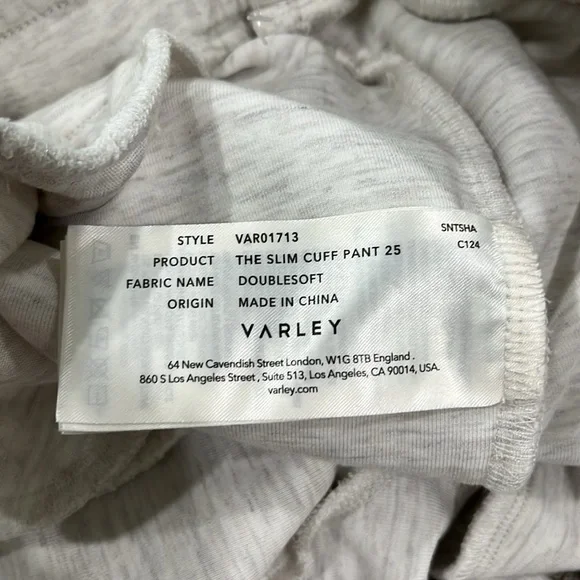 STYLE VAR01713 SNTSHA
PRODUCT THE SLIM CUFF PANT 25 C124
FABRIC NAME DOUBLESOFT
ORIGIN MADE IN CHINA
VARLEY
64 New Cavendish Street London, W1G 8TB England .
860 S Los Angeles Street , Suite 513, Los Angeles, CA 90014, USA.
varley.com